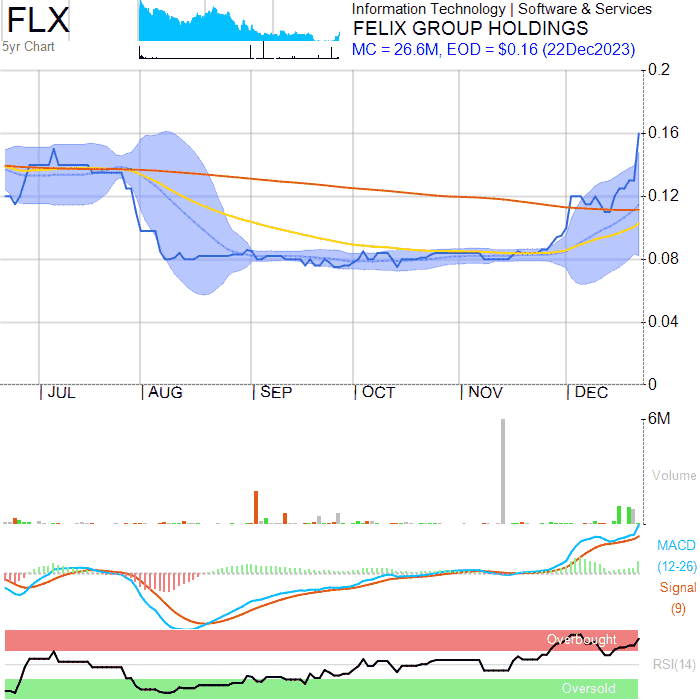 FLX
5yr Chart
Information Technology | Software & Services
FELIX GROUP HOLDINGS
MC = 26.6M, EOD = $0.16 (22Dec2023)
0.2
0.16
0.12
0.08
0.04
0
JUL AUG SEP OCT NOV DEC
6M
Volume
MACD
(12-26)
Signal
(9)
Overbought
RSI(14)
Oversold